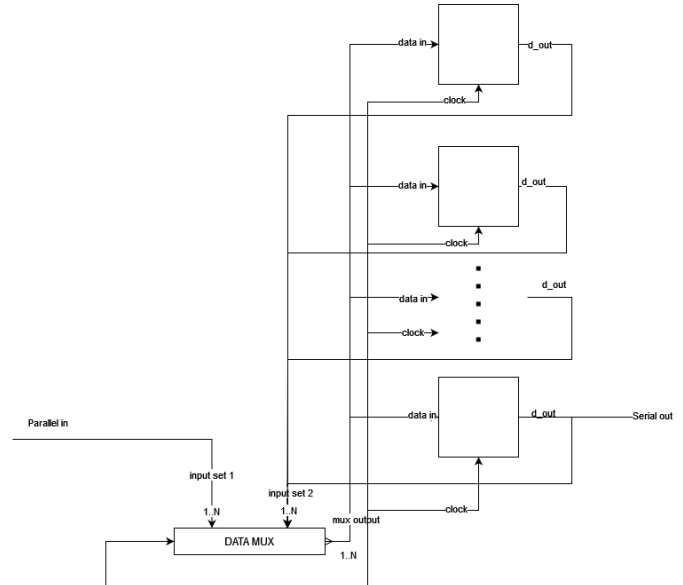 data in
d_out
clock
data in
d_out
clock
d_out
data in
clock
data in
d_out
Serial out
Parallel in
input set 1
input set 2
1..N
1..N
clock
mux output
DATA MUX
1..N